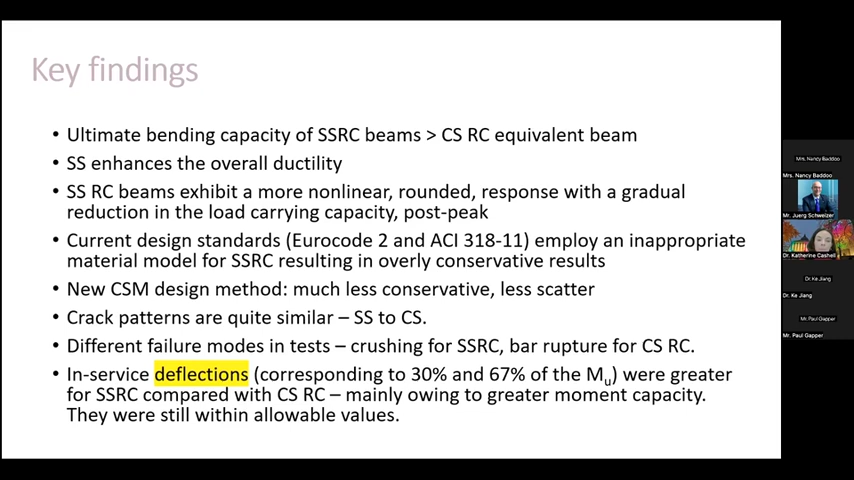 Key findings
• Ultimate bending capacity of SSRC beams > CS RC equivalent beam
• SS enhances the overall ductility
• SS RC beams exhibit a more nonlinear, rounded, response with a gradual
reduction in the load carrying capacity, post-peak
• Current design standards (Eurocode 2 and ACI 318-11) employ an inappropriate
material model for SSRC resulting in overly conservative results
• New CSM design method: much less conservative, less scatter
• Crack patterns are quite similar – SS to CS.
• Different failure modes in tests – crushing for SSRC, bar rupture for CS RC.
• In-service deflections (corresponding to 30% and 67% of the Mu) were greater
for SSRC compared with CS RC – mainly owing to greater moment capacity.
They were still within allowable values.
Mrs. Nancy Baddoo
Mrs. Nancy Baddoo
Mr. Juerg Schweizer
Dr. Katherine Cashell
Dr. Ke Jiang
Dr. Ke Jiang
Mr. Paul Gapper
Mr. Paul Gapper